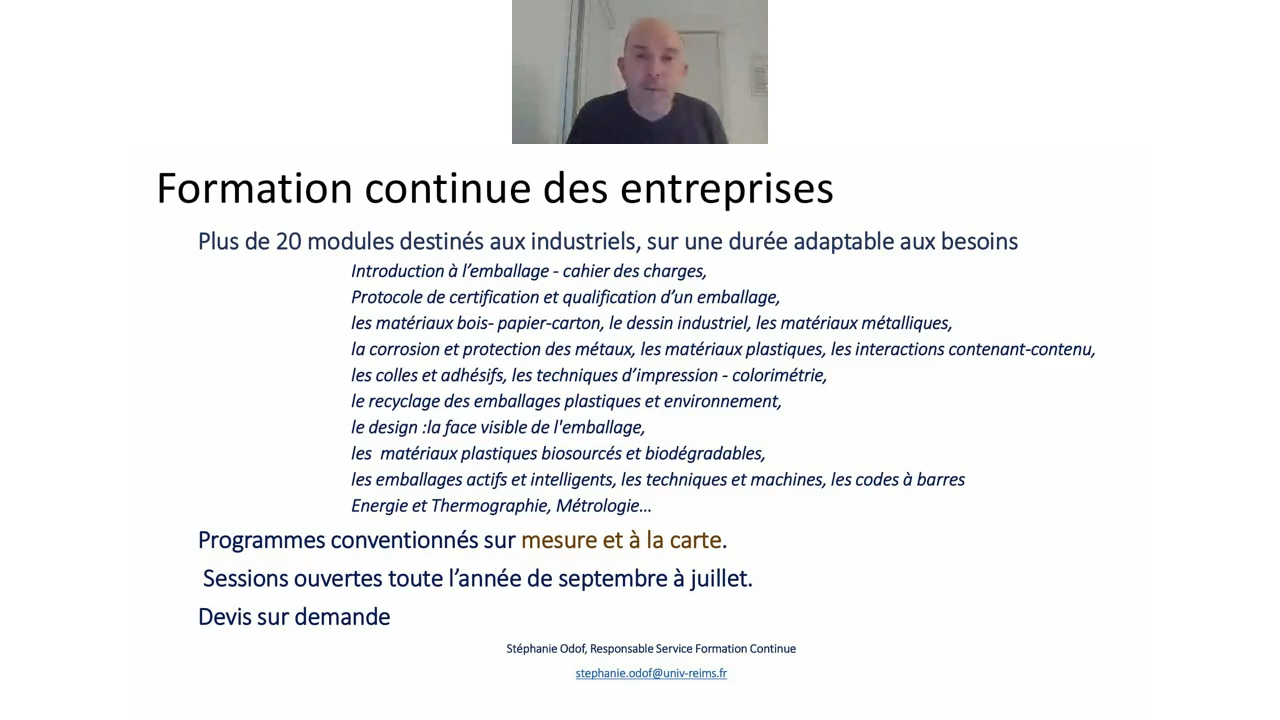 Formation continue des entreprises
Plus de 20 modules destinés aux industriels, sur une durée adaptable aux besoins
Introduction à l’emballage - cahier des charges,
Protocole de certification et qualification d’un emballage,
les matériaux bois- papier-carton, le dessin industriel, les matériaux métalliques,
la corrosion et protection des métaux, les matériaux plastiques, les interactions contenant-contenu,
les colles et adhésifs, les techniques d’impression - colorimétrie,
le recyclage des emballages plastiques et environnement,
le design :la face visible de l'emballage,
les  matériaux plastiques biosourcés et biodégradables,
les emballages actifs et intelligents, les techniques et machines, les codes à barres
Energie et Thermographie, Métrologie…
Programmes conventionnés sur mesure et à la carte.
Sessions ouvertes toute l’année de septembre à juillet.
Devis sur demande
Stéphanie Odof, Responsable Service Formation Continue
stephanie.odof@univ-reims.fr